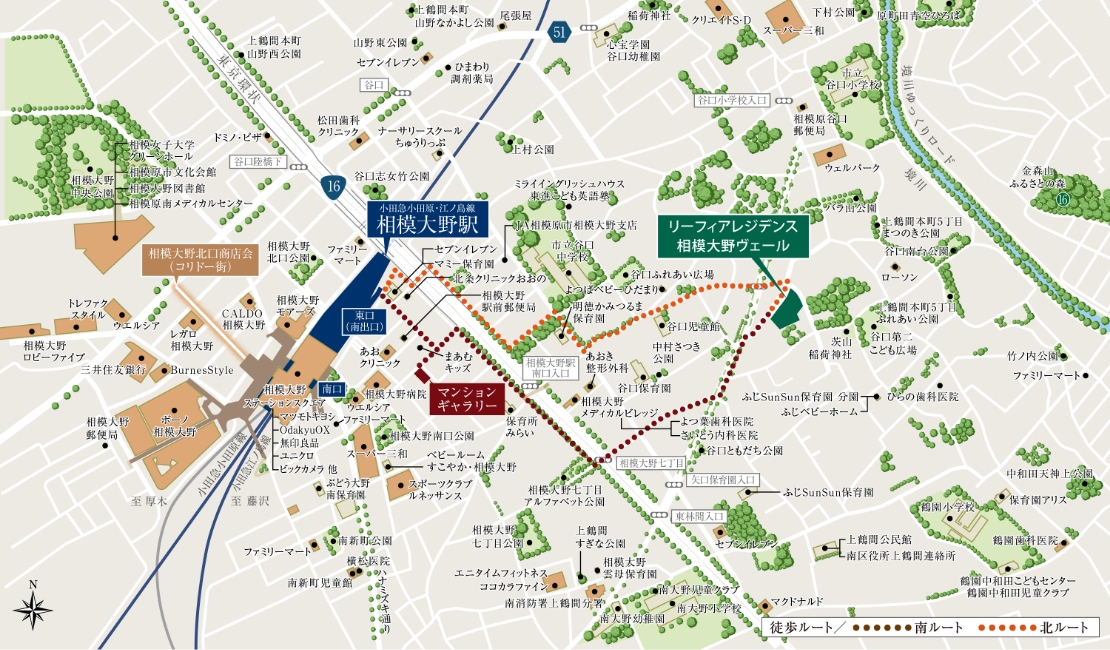 上鶴間本町
山野なかよし公園
尾張屋
51
稲荷神社
クリエイトS・D
スーパー三和
下村公園
原町田青空ひろば
心宝学園
谷口幼稚園
上鶴間本町
山野西公園
山野東公園
セブンイレブン
ひまわり
調剤薬局
東京環状
谷口
市立
谷口小学校
谷口小学校入口
境川ゆっくりロード
境川
相模原谷口
郵便局
松田歯科
クリニック
ナーサリースクール
ちゅうりっぷ
ドミノ・ピザ
谷口陸橋下
上村公園
ウェルパーク
金森山
ふるさとの森
16
相模女子大学
グリーンホール
相模原市文化会館
相模大野図書館
相模原南メディカルセンター
相模大野
中央公園
16
谷口志女竹公園
ミライイングリッシュハウス
東進こども英語塾
バラ山公園
小田急小田原・江ノ島線
相模大野駅
JA相模原市相模大野支店
リーフィアレジデンス
相模大野ヴェール
上鶴間本町5丁目
まつのき公園
谷口南台公園
ローソン
相模大野北口商店会
（コリドー街）
相模大野
北口公園
ファミリー
マート
セブンイレブン
マミー保育園
北条クリニックおおの
相模大野
駅前郵便局
市立谷口
中学校
谷口ふれあい広場
よつばベビーひだまり
明徳かみつるま
保育園
谷口児童館
上鶴間本町5丁目
ふれあい公園
トレファク
スタイル
ウエルシア
CALDO
相模大野
相模大野
モアーズ
東口
（南出口）
レガロ
相模大野
相模大野
ロビーファイブ
三井住友銀行
BurnesStyle
あお
クリニック
まあむ
キッズ
相模大野駅
南口入口
あおき
整形外科
中村さつき
公園
谷口保育園
茨山
稲荷神社
谷口第二
こども広場
竹ノ内公園
ファミリーマート
相模大野
ステーションスクエア
南口
相模大野病院
マンション
ギャラリー
ウエルシア
ファミリーマート
相模大野
メディカルビレッジ
よつ葉歯科医院
さいとう内科医院
ふじSunSun保育園 分園
ふじベビーホーム
ひらの歯科医院
ボーノ
相模大野
相模大野
郵便局
マツモトキヨシ
OdakyuOX
無印良品
ユニクロ
ビックカメラ 他
相模大野南口公園
スーパー三和
ベビールーム
すこやか・相模大野
保育所
みらい
谷口ともだち公園
相模大野七丁目
矢口保育園入口
ぶどう大野
南保育園
スポーツクラブ
ルネッサンス
相模大野七丁目
アルファベット公園
ふじSunSun保育園
中和田天神上公園
保育園アリス
小田急小田原線
小田急江ノ島線
至 厚木
至 藤沢
東林間入口
鶴園小学校
南新町公園
ファミリーマート
横松医院
南新町児童館
ハナミズキ通り
相模大野
七丁目公園
上鶴間
すぎな公園
セブンイレブン
上鶴間公民館
南区役所上鶴間連絡所
鶴園歯科医院
エニタイムフィットネス
ココカラファイン
相模太野
雲母保育園
鶴園中和田こどもセンター
鶴園中和田児童クラブ
南消防署上鶴間分署
南大野児童クラブ
南大野小学校
南大野幼稚園
マクドナルド
N
徒歩ルート／ 南ルート 北ルート